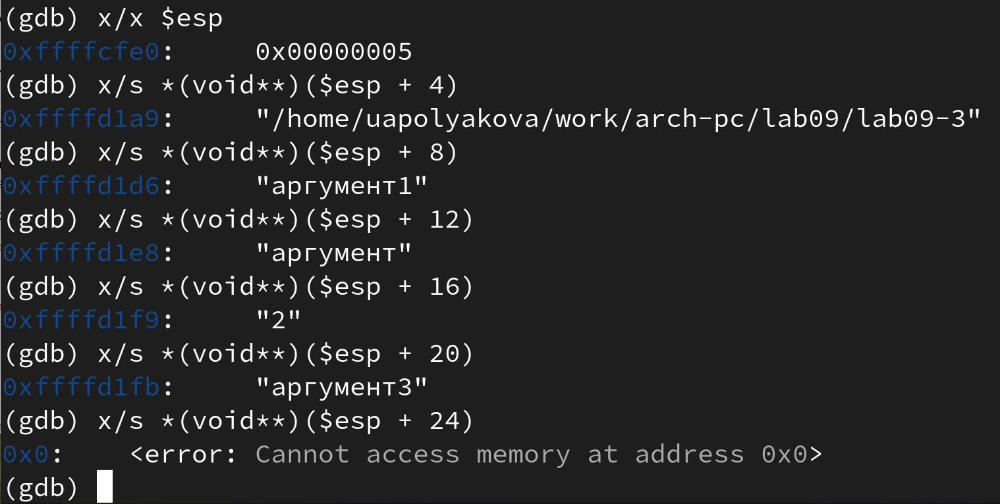 (gdb) x/x $esp
0xffffcfe0:     0x00000005
(gdb) x/s *(void**)($esp + 4)
0xffffd1a9:     "/home/uapolyakova/work/arch-pc/lab09/lab09-3"
(gdb) x/s *(void**)($esp + 8)
0xffffd1d6:     "аргумент1"
(gdb) x/s *(void**)($esp + 12)
0xffffd1e8:     "аргумент"
(gdb) x/s *(void**)($esp + 16)
0xffffd1f9:     "2"
(gdb) x/s *(void**)($esp + 20)
0xffffd1fb:     "аргумент3"
(gdb) x/s *(void**)($esp + 24)
0x0:    <error: Cannot access memory at address 0x0>
(gdb)